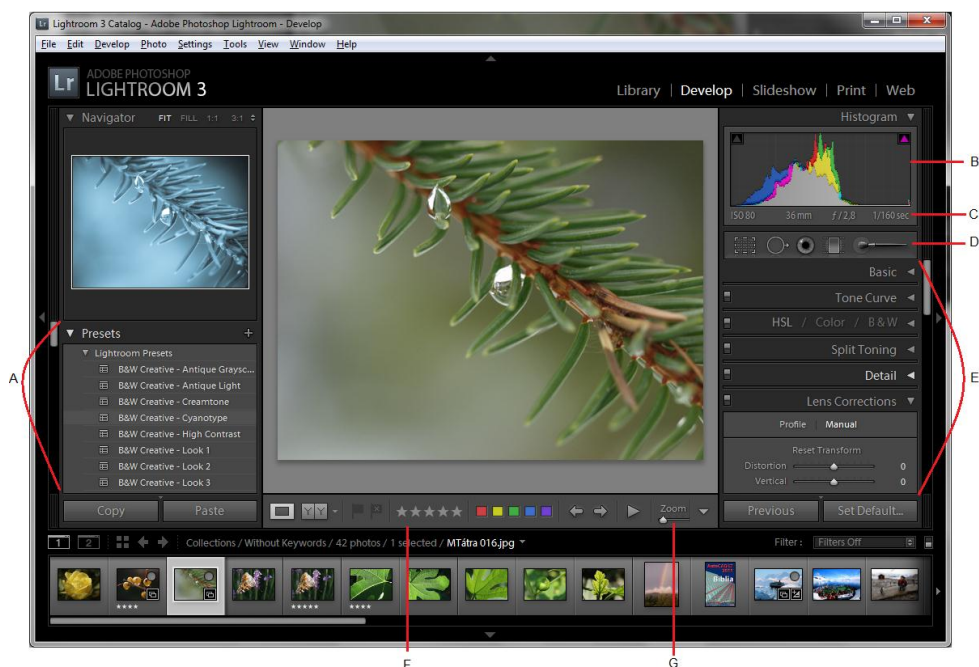 Lightroom 3 Catalog - Adobe Photoshop Lightroom - Develop
File Edit Develop Photo Settings Tools View Window Help
Lr ADOBE PHOTOSHOP
LIGHTROOM 3
Library | Develop | Slideshow | Print | Web
Navigator FIT FILL 1:1 3:1
Histogram
B
ISO 80 36 mm f / 2,8 1/160 sec
C
D
Basic
Tone Curve
HSL / Color / B & W
Split Toning
Detail
Lens Corrections
Profile Manual
Reset Transform
Distortion 0
Vertical 0
E
Previous Set Default...
A
Presets +
Lightroom Presets
B&W Creative - Antique Graysc...
B&W Creative - Antique Light
B&W Creative - Creamtone
B&W Creative - Cyanotype
B&W Creative - High Contrast
B&W Creative - Look 1
B&W Creative - Look 2
B&W Creative - Look 3
Copy Paste
Y Y
Zoom
1 2 Collections / Without Keywords / 42 photos / 1 selected / MTátra 016.jpg
Filter : Filters Off
AutoCAD LT
Biblia
F
G